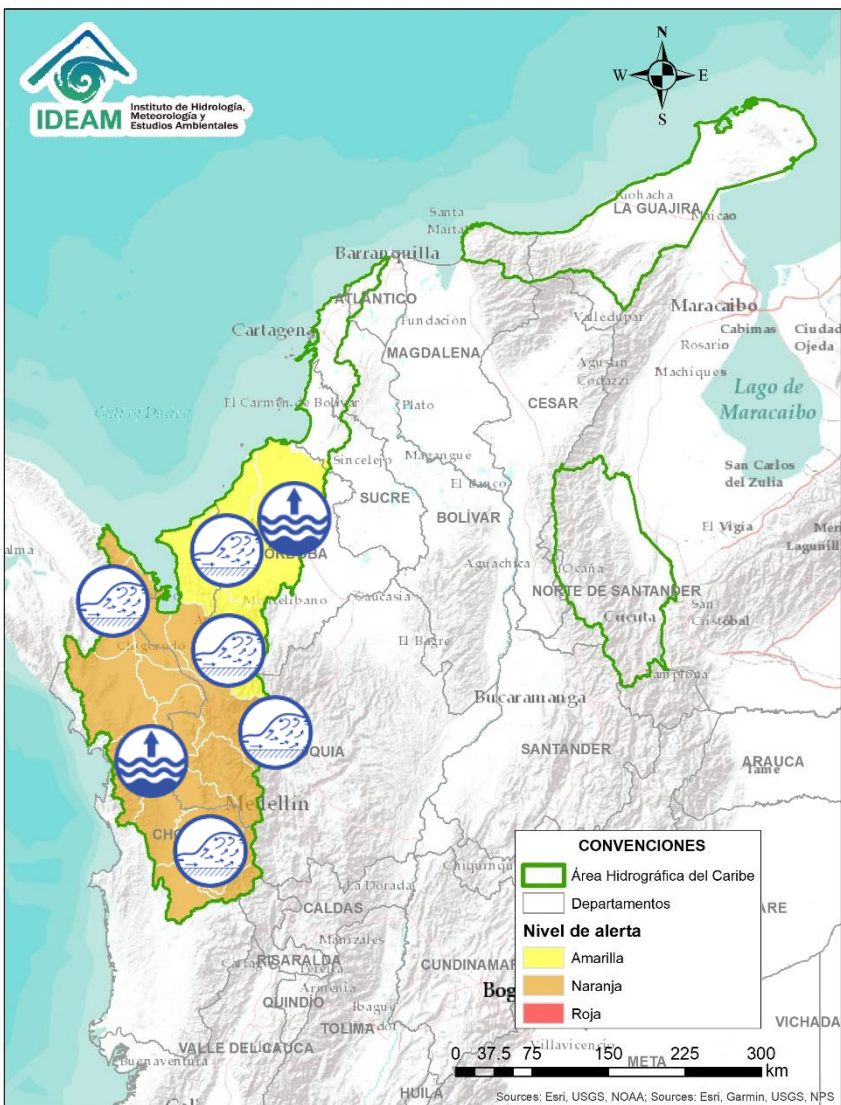 IDEAM
Instituto de Hidrología,
Meteorología y
Estudios Ambientales
N
W
E
S
Riohacha
LA GUAJIRA
Maicao
Santa
Marta
Barranquilla
ATLÁNTICO
Maracaibo
Cartagena
Fundación
Valledupar
Cabimas
Ciudad
Ojeda
Rosario
MAGDALENA
Machiques
Agustín
Codazzi
Lago de
Maracaibo
El Carmen de Bolívar
Plato
CESAR
Sincelejo
Magangué
San Carlos
del Zulia
El Banco
SUCRE
BOLÍVAR
El Vigía
Aguachica
Ocaña
NORTE DE SANTANDER
Montelíbano
Caucasia
San
Cristóbal
Cúcuta
El Bagre
Chigorodó
Pamplona
Bucaramanga
SANTANDER
ARAUCA
Tame
Medellín
La Dorada
CALDAS
Manizales
RISARALDA
Pereira
Armenia
QUINDÍO
Ibagué
TOLIMA
VALLE DEL CAUCA
Buenaventura
HUILA
Villavicencio
META
VICHADA
CONVENCIONES
Área Hidrográfica del Caribe
Departamentos
Nivel de alerta
Amarilla
Naranja
Roja
0 37.5 75 150 225 300
km
Sources: Esri, USGS, NOAA; Sources: Esri, Garmin, USGS, NPS